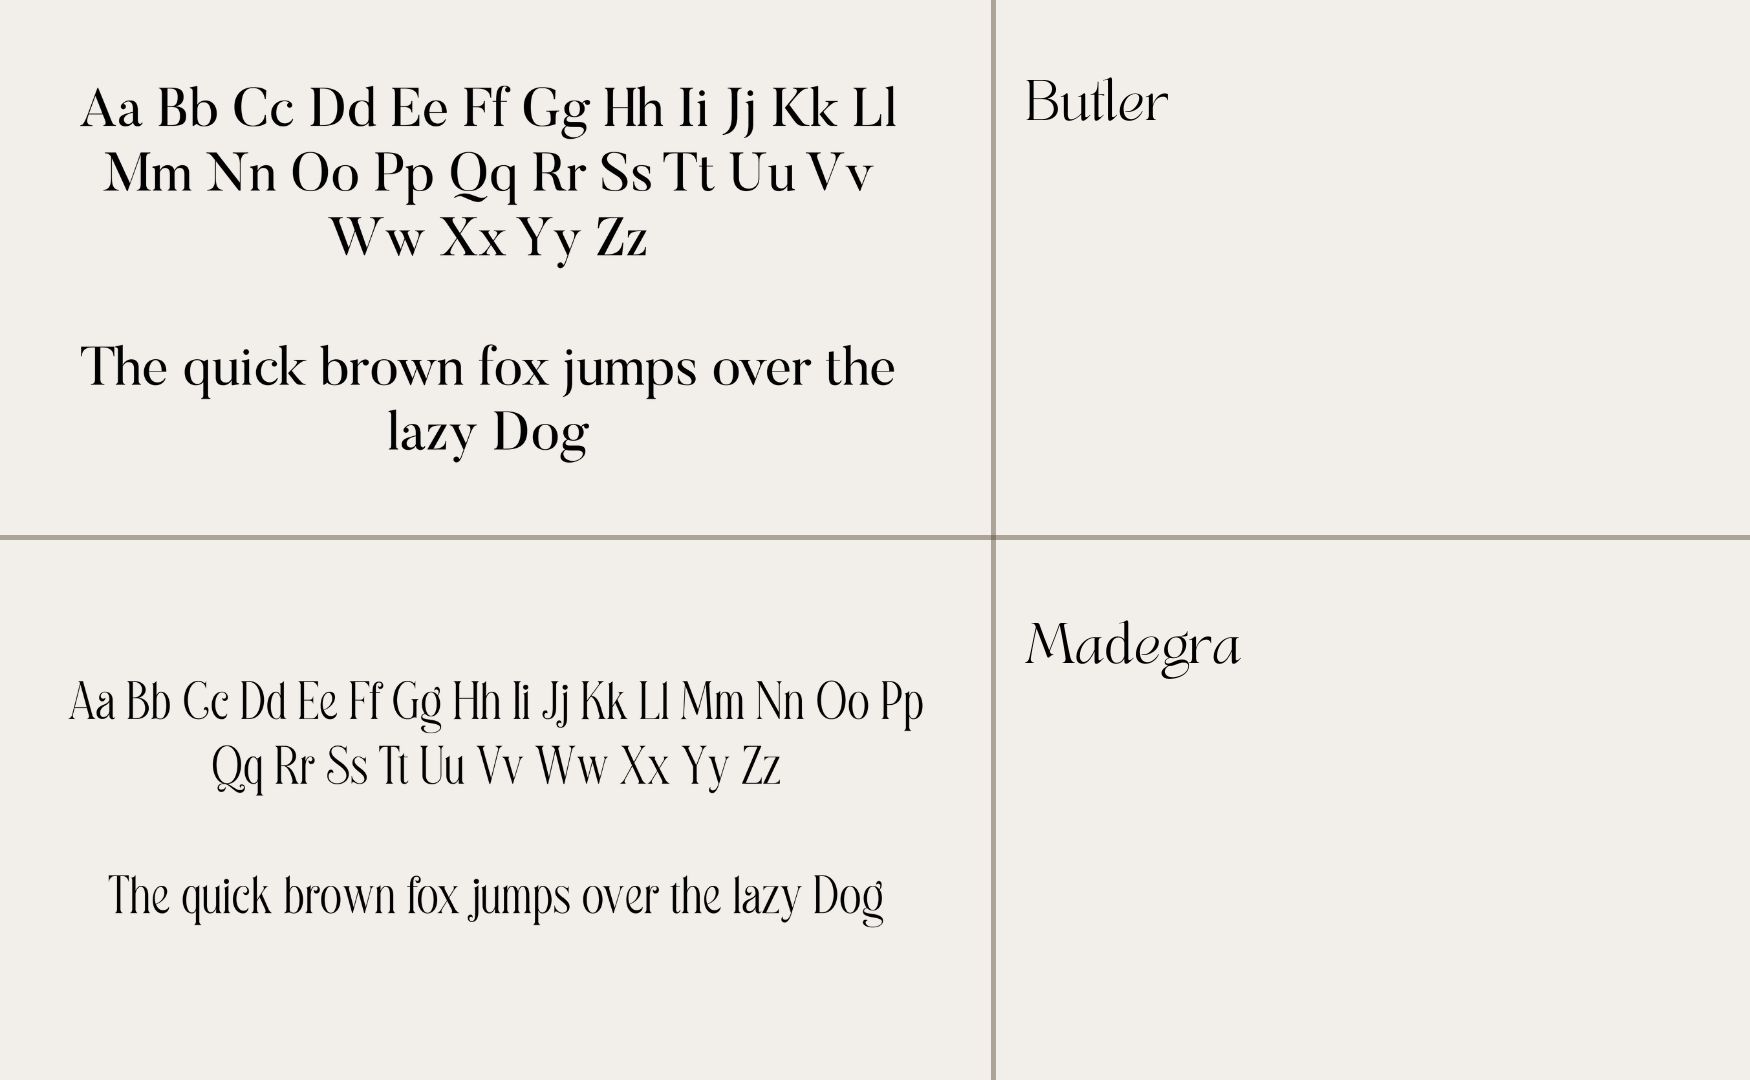 Aa Bb Cc Dd Ee Ff Gg Hh Ii Jj Kk Ll
Mm Nn Oo Pp Qq Rr Ss Tt Uu Vv
Ww Xx Yy Zz
The quick brown fox jumps over the
lazy Dog
Butler
Aa Bb Cc Dd Ee Ff Gg Hh Ii Jj Kk Ll Mm Nn Oo Pp
Qq Rr Ss Tt Uu Vv Ww Xx Yy Zz
The quick brown fox jumps over the lazy Dog
Madegra